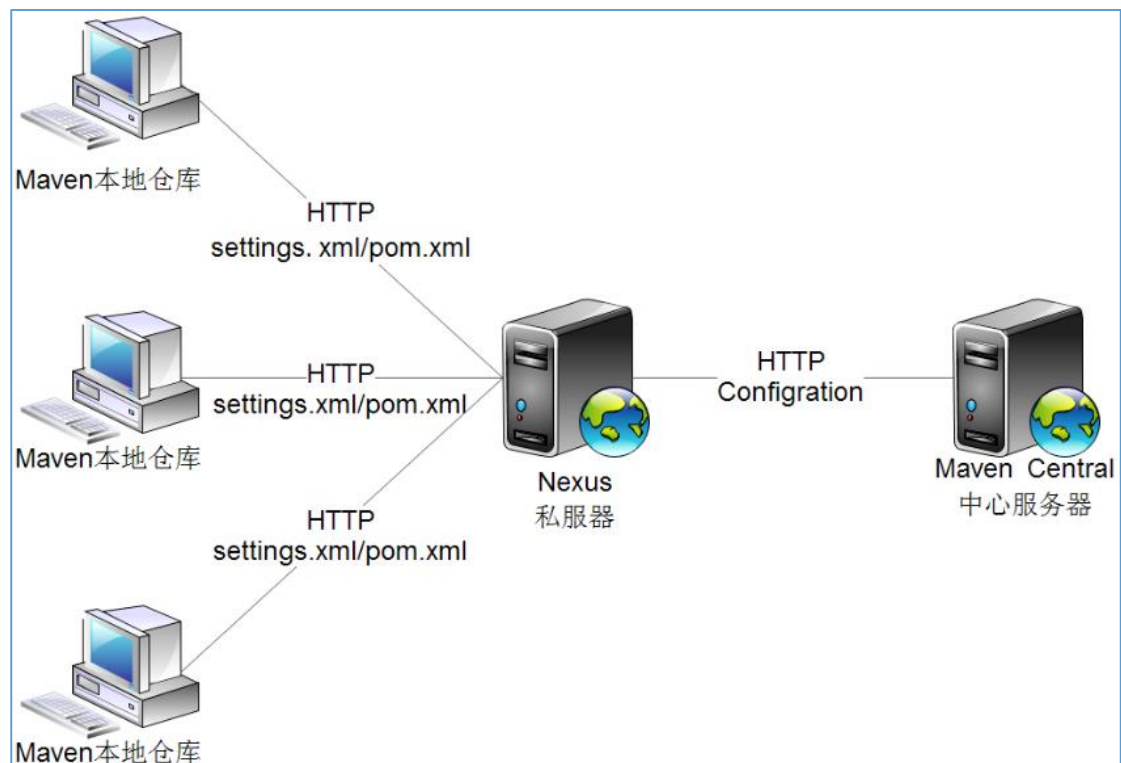 Maven本地仓库
HTTP
settings. xml/pom.xml
Maven本地仓库
HTTP
settings.xml/pom.xml
Nexus
私服器
HTTP
Configration
Maven Central
中心服务器
HTTP
settings.xml/pom.xml
Maven本地仓库